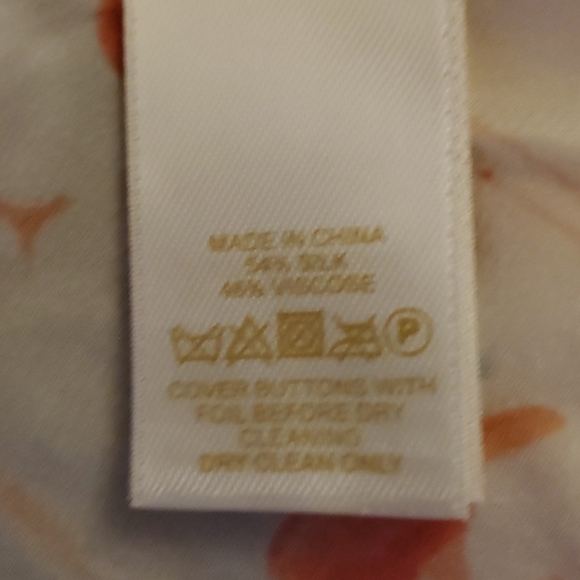 MADE IN CHINA
54% SILK
46% VISCOSE
P
COVER BUTTONS WITH
FOIL BEFORE DRY
CLEANING
DRY CLEAN ONLY